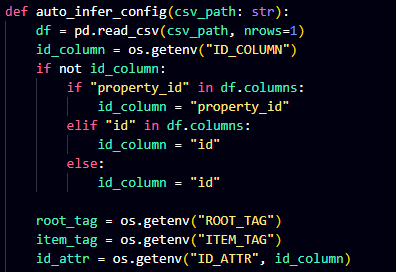 def auto_infer_config(csv_path: str):
    df = pd.read_csv(csv_path, nrows=1)
    id_column = os.getenv("ID_COLUMN")
    if not id_column:
        if "property_id" in df.columns:
            id_column = "property_id"
        elif "id" in df.columns:
            id_column = "id"
        else:
            id_column = "id"

    root_tag = os.getenv("ROOT_TAG")
    item_tag = os.getenv("ITEM_TAG")
    id_attr = os.getenv("ID_ATTR", id_column)